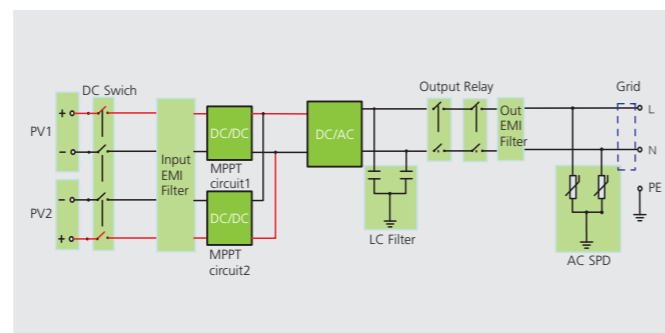 DC Swich
Output Relay
Grid
PV1
+
−
Input
EMI
Filter
DC/DC
MPPT
circuit1
DC/AC
Out
EMI
Filter
L
N
PE
PV2
−
+
DC/DC
MPPT
circuit2
LC Filter
AC SPD